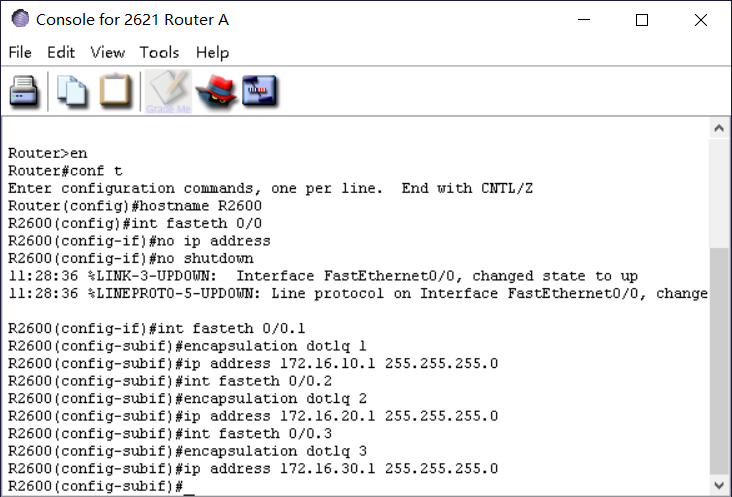 Console for 2621 Router A
File Edit View Tools Help
Grade Me
Router>en
Router#conf t
Enter configuration commands, one per line.  End with CNTL/Z
Router(config)#hostname R2600
R2600(config)#int fasteth 0/0
R2600(config-if)#no ip address
R2600(config-if)#no shutdown
11:28:36 %LINK-3-UPDOWN:  Interface FastEthernet0/0, changed state to up
11:28:36 %LINEPROTO-5-UPDOWN: Line protocol on Interface FastEthernet0/0, change
R2600(config-if)#int fasteth 0/0.1
R2600(config-subif)#encapsulation dot1q 1
R2600(config-subif)#ip address 172.16.10.1 255.255.255.0
R2600(config-subif)#int fasteth 0/0.2
R2600(config-subif)#encapsulation dot1q 2
R2600(config-subif)#ip address 172.16.20.1 255.255.255.0
R2600(config-subif)#int fasteth 0/0.3
R2600(config-subif)#encapsulation dot1q 3
R2600(config-subif)#ip address 172.16.30.1 255.255.255.0
R2600(config-subif)#_